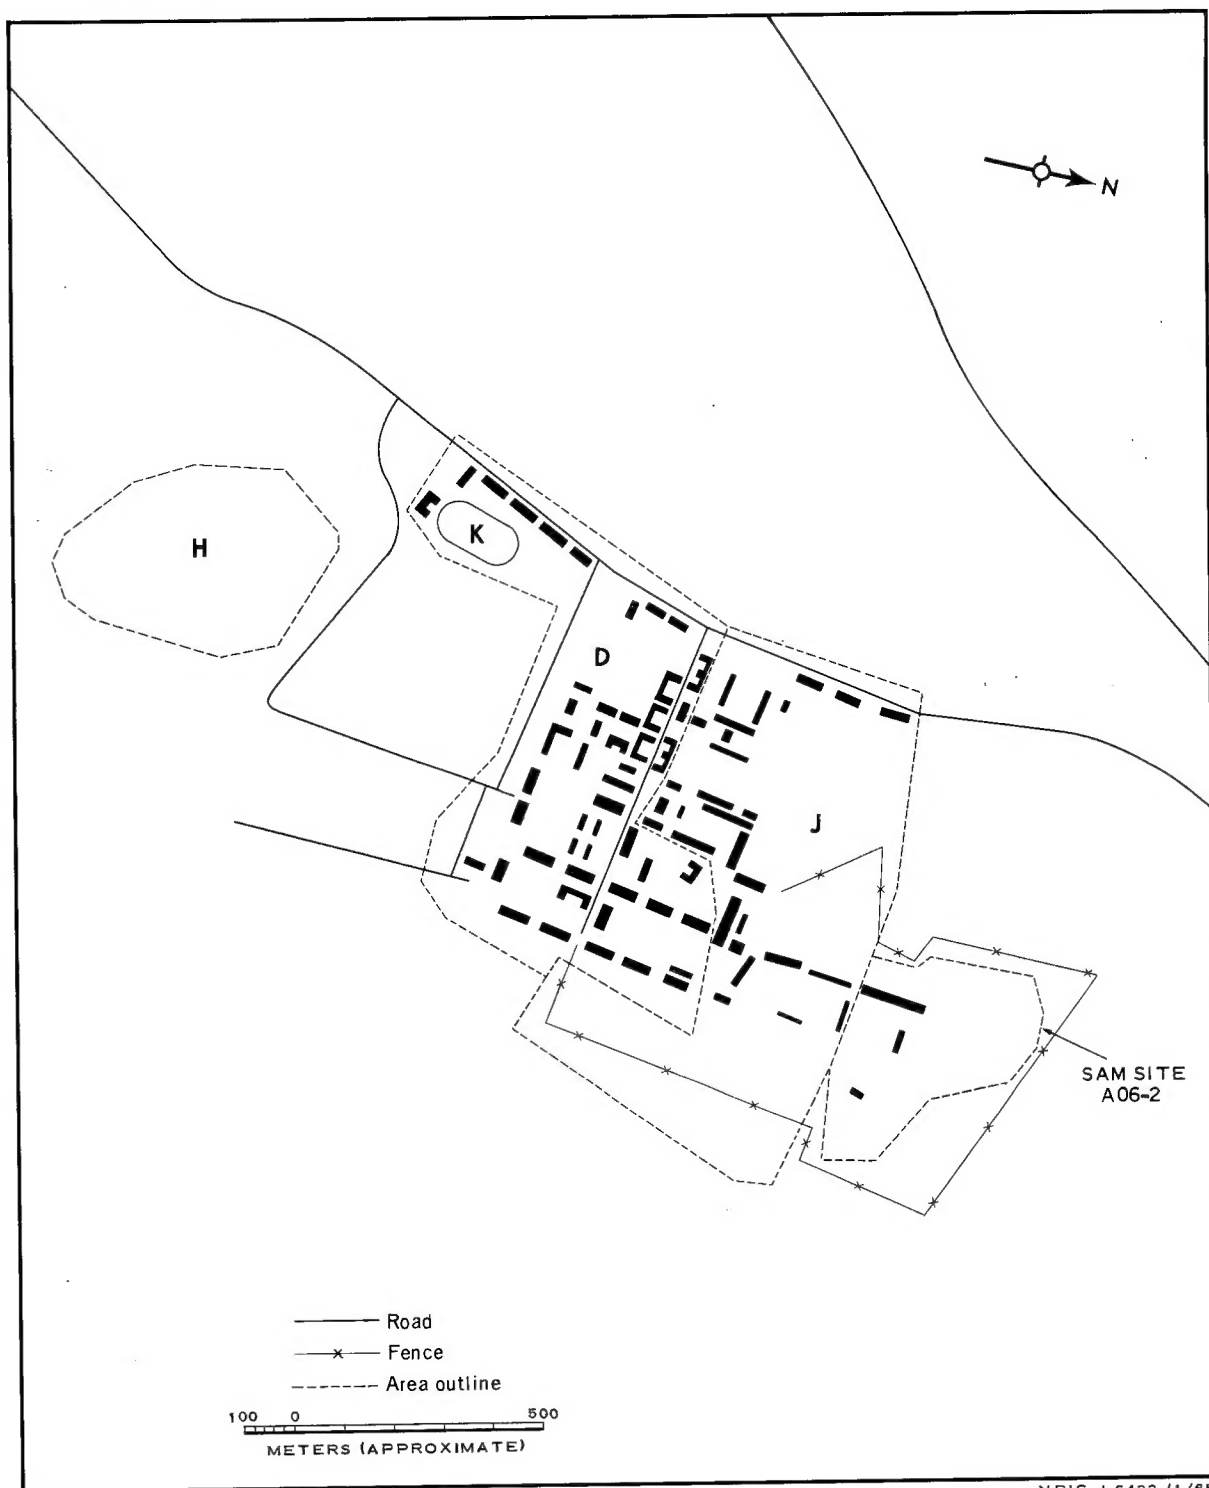 N
H
K
D
J
SAM SITE
A06-2
Road
Fence
Area outline
100 0 500
METERS (APPROXIMATE)